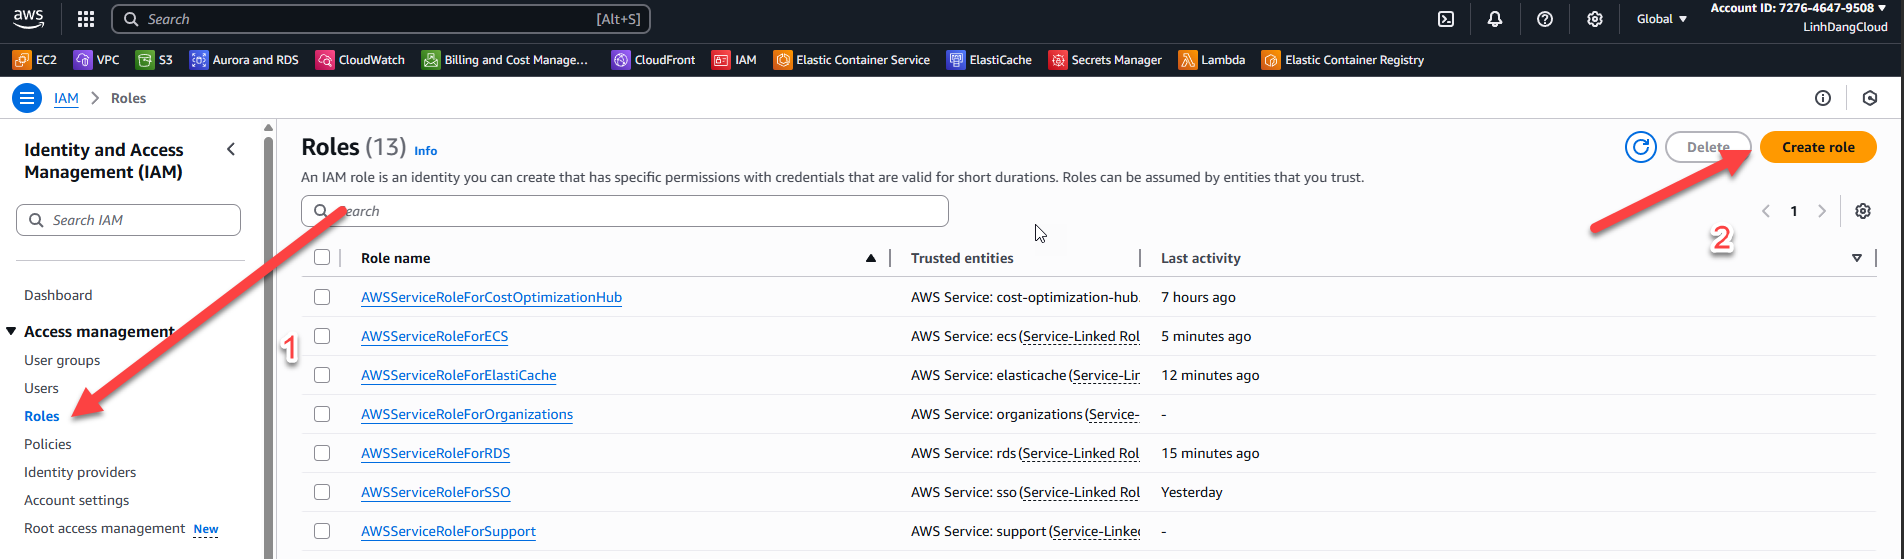 aws
Search
[Alt+S]
Global
Account ID: 7276-4647-9508
LinhDangCloud
EC2
VPC
S3
Aurora and RDS
CloudWatch
Billing and Cost Manage...
CloudFront
IAM
Elastic Container Service
ElastiCache
Secrets Manager
Lambda
Elastic Container Registry
IAM > Roles
Identity and Access
Management (IAM)
Search IAM
Dashboard
Access management
User groups
Users
Roles
Policies
Identity providers
Account settings
Root access management New
Roles (13) Info
Delete
Create role
An IAM role is an identity you can create that has specific permissions with credentials that are valid for short durations. Roles can be assumed by entities that you trust.
Search
1
2
1
Role name Trusted entities Last activity
AWSServiceRoleForCostOptimizationHub AWS Service: cost-optimization-hub. 7 hours ago
AWSServiceRoleForECS AWS Service: ecs (Service-Linked Rol 5 minutes ago
AWSServiceRoleForElastiCache AWS Service: elasticache (Service-Lin 12 minutes ago
AWSServiceRoleForOrganizations AWS Service: organizations (Service- -
AWSServiceRoleForRDS AWS Service: rds (Service-Linked Rol 15 minutes ago
AWSServiceRoleForSSO AWS Service: sso (Service-Linked Rol Yesterday
AWSServiceRoleForSupport AWS Service: support (Service-Linked -